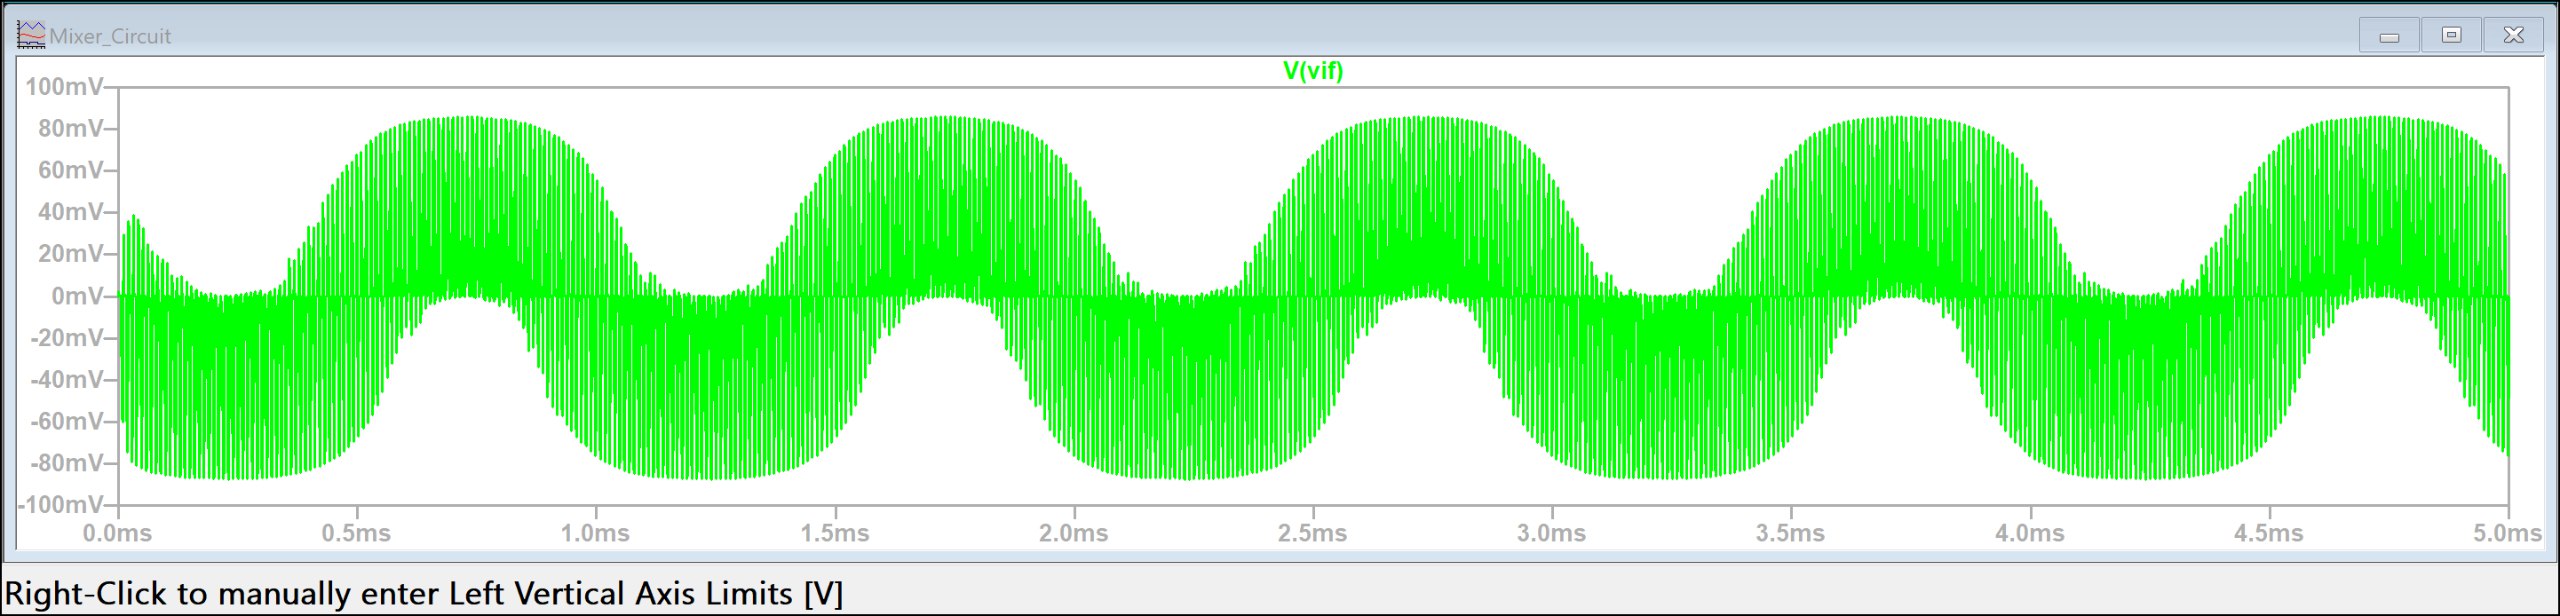 Mixer_Circuit
V(vif)
100mV
80mV
60mV
40mV
20mV
0mV
-20mV
-40mV
-60mV
-80mV
-100mV
0.0ms 0.5ms 1.0ms 1.5ms 2.0ms 2.5ms 3.0ms 3.5ms 4.0ms 4.5ms 5.0ms
Right-Click to manually enter Left Vertical Axis Limits [V]